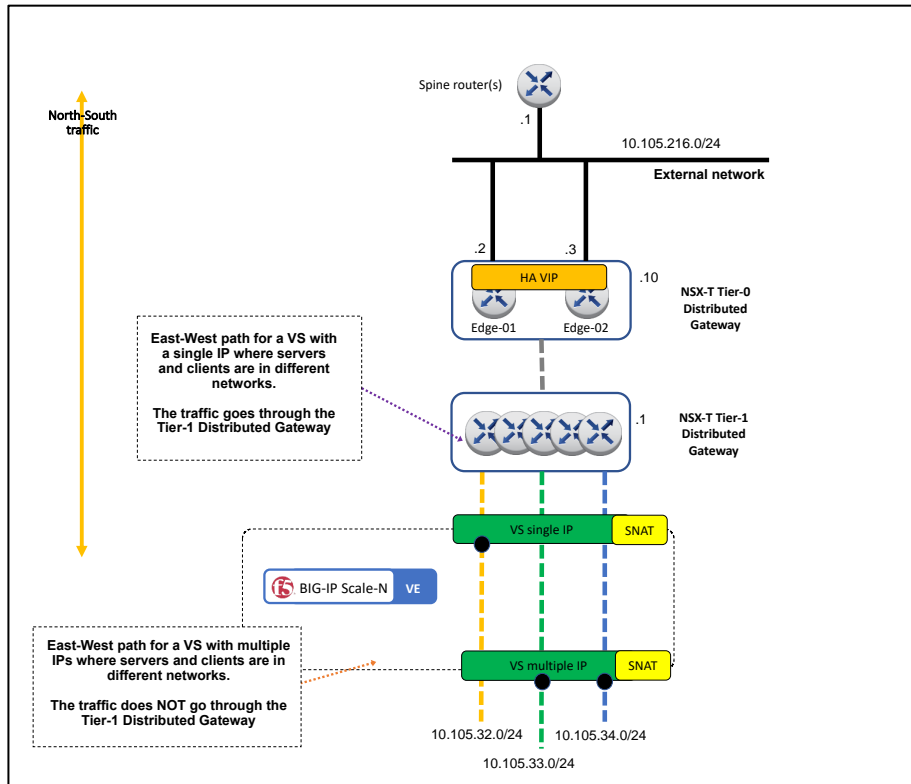 Spine router(s)
.1
10.105.216.0/24
External network
North-South
traffic
.2
.3
HA VIP
.10
Edge-01
Edge-02
NSX-T Tier-0
Distributed
Gateway
East-West path for a VS with
a single IP where servers
and clients are in different
networks.
The traffic goes through the
Tier-1 Distributed Gateway
.1
NSX-T Tier-1
Distributed
Gateway
VS single IP
SNAT
f5
BIG-IP Scale-N
VE
East-West path for a VS with multiple
IPs where servers and clients are in
different networks.
The traffic does NOT go through the
Tier-1 Distributed Gateway
VS multiple IP
SNAT
10.105.32.0/24
10.105.34.0/24
10.105.33.0/24